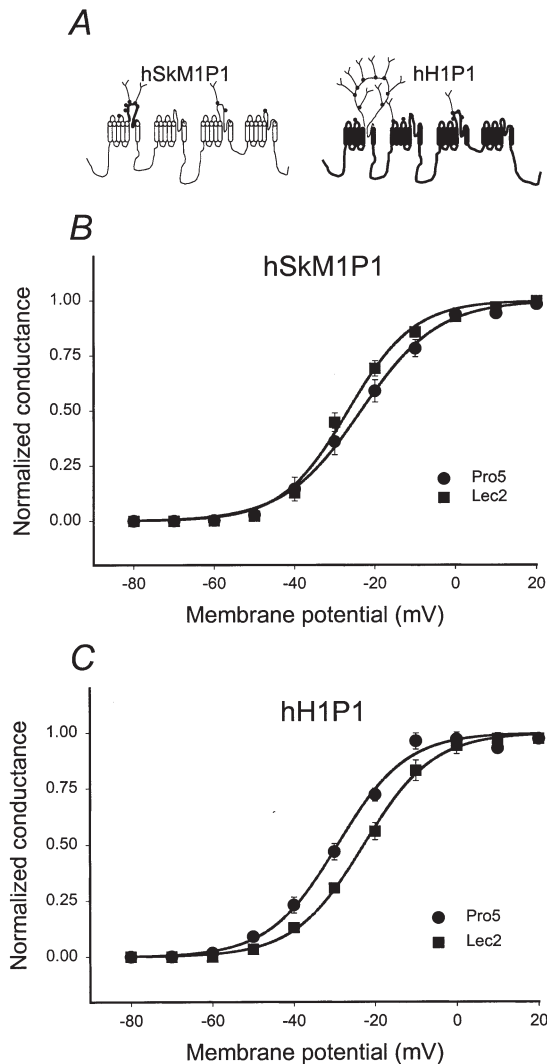 A
hSkM1P1 hH1P1
B
hSkM1P1
Normalized conductance
1.00
0.75
0.50
0.25
0.00
Pro5
Lec2
-80 -60 -40 -20 0 20
Membrane potential (mV)
C
hH1P1
Normalized conductance
1.00
0.75
0.50
0.25
0.00
Pro5
Lec2
-80 -60 -40 -20 0 20
Membrane potential (mV)